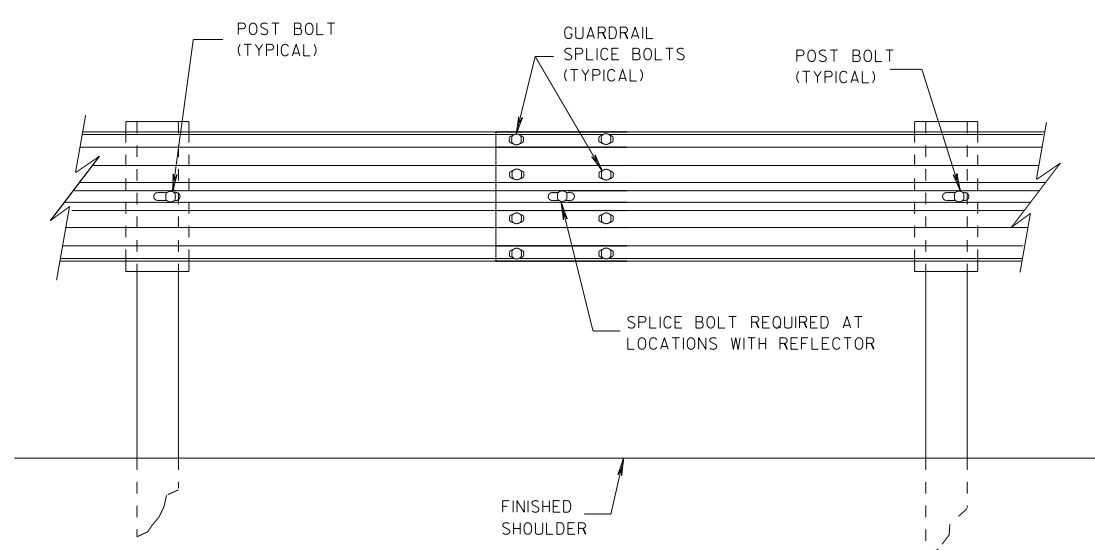 POST BOLT
(TYPICAL)
GUARDRAIL
SPLICE BOLTS
(TYPICAL)
POST BOLT
(TYPICAL)
SPLICE BOLT REQUIRED AT
LOCATIONS WITH REFLECTOR
FINISHED
SHOULDER